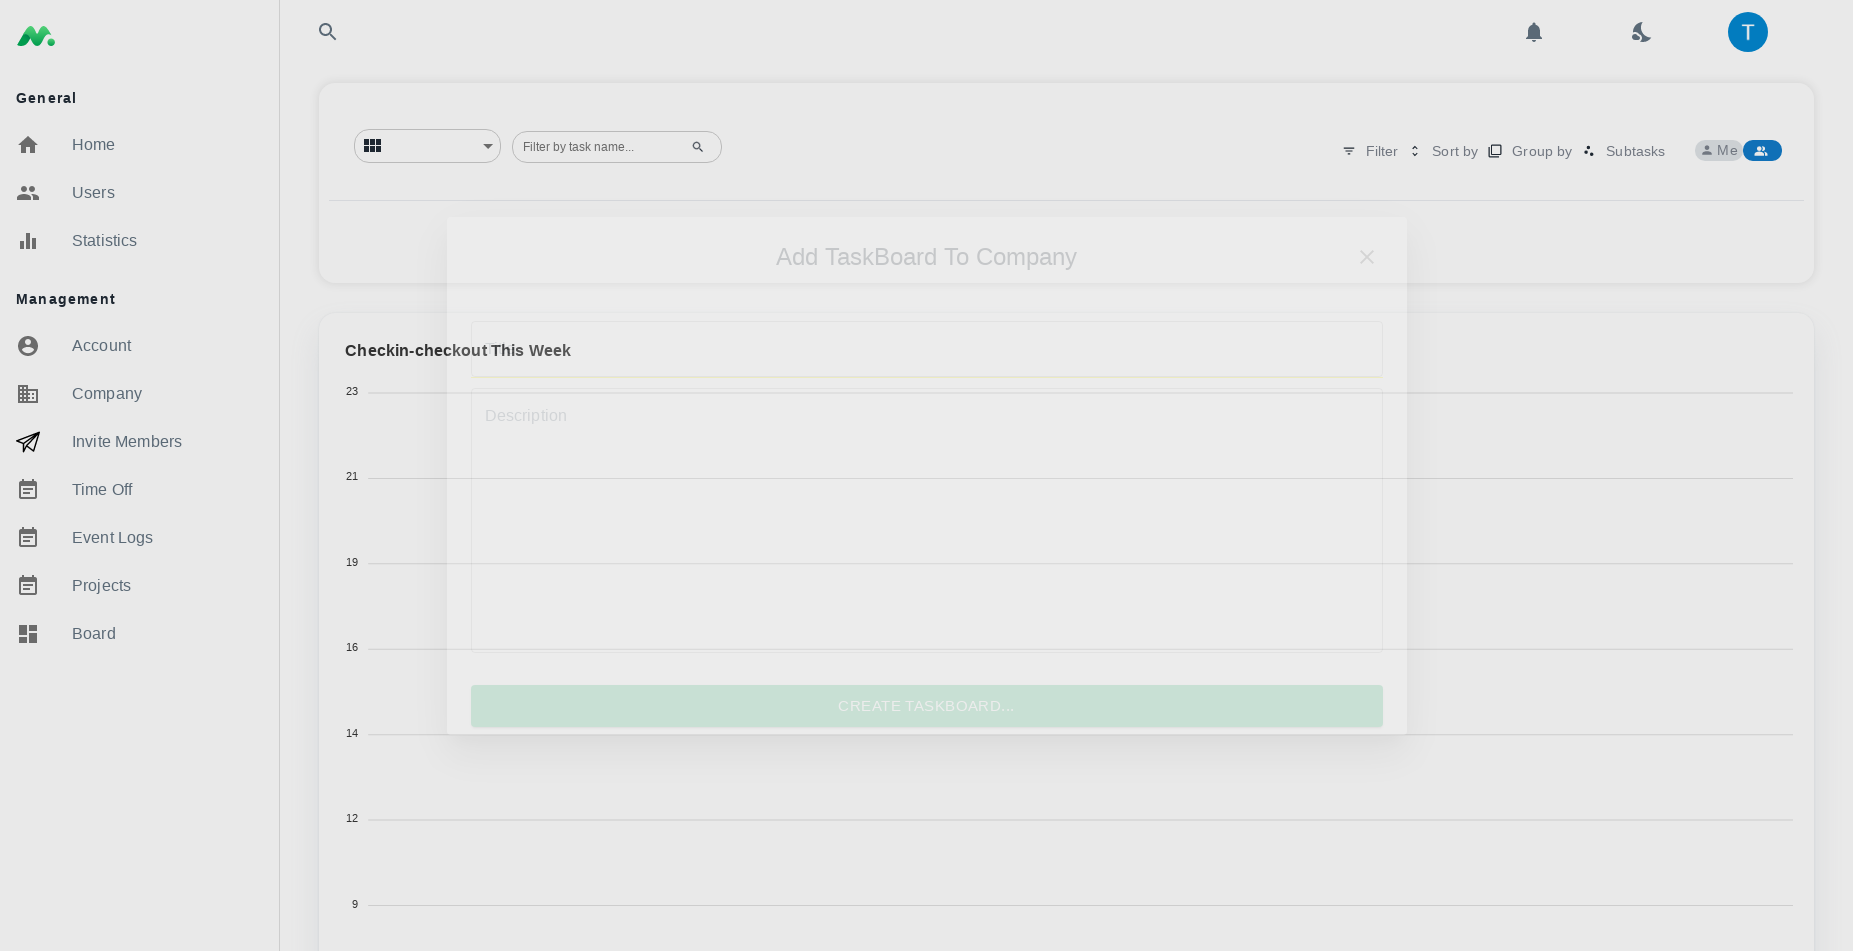 T
General
Home
Users
Statistics
Management
Account
Company
Invite Members
Time Off
Event Logs
Projects
Board
Filter by task name...
Filter
Sort by
Group by
Subtasks
Me
Add TaskBoard To Company
Checkin-checkout This Week
Description
CREATE TASKBOARD...
23
21
19
16
14
12
9